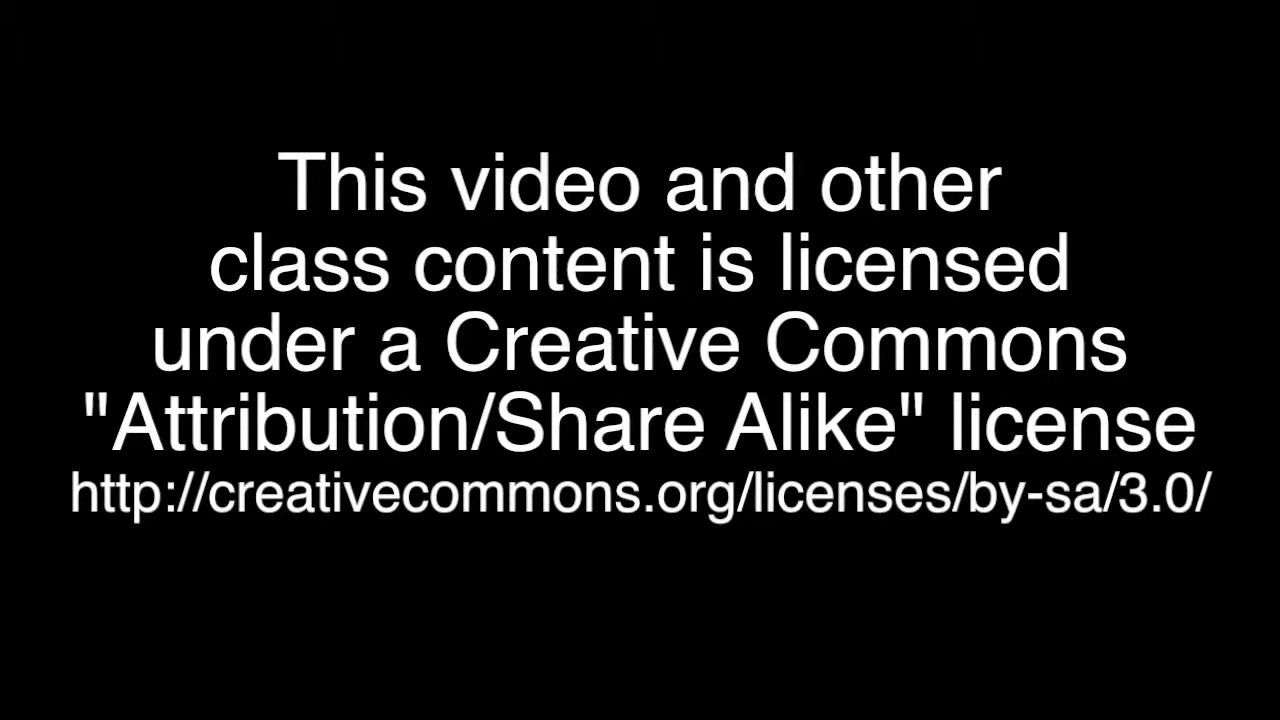 This video and other
class content is licensed
under a Creative Commons
"Attribution/Share Alike" license
http://creativecommons.org/licenses/by-sa/3.0/